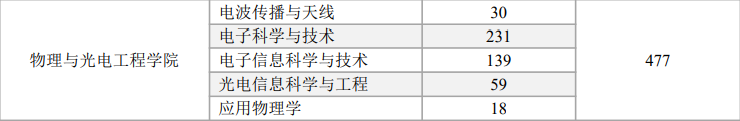 电波传播与天线 30
电子科学与技术 231
物理与光电工程学院 电子信息科学与技术 139 477
光电信息科学与工程 59
应用物理学 18